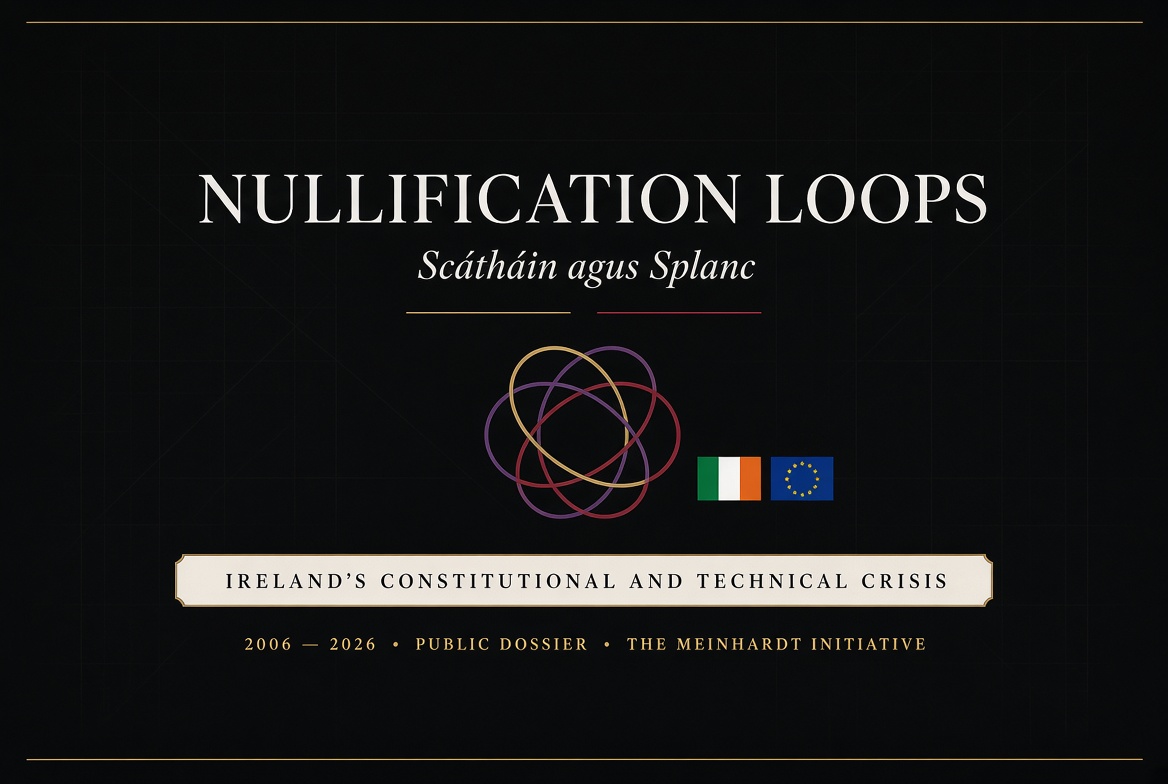 NULLIFICATION LOOPS
Scátháin agus Splanc
IRELAND’S CONSTITUTIONAL AND TECHNICAL CRISIS
2006 — 2026 • PUBLIC DOSSIER • THE MEINHARDT INITIATIVE